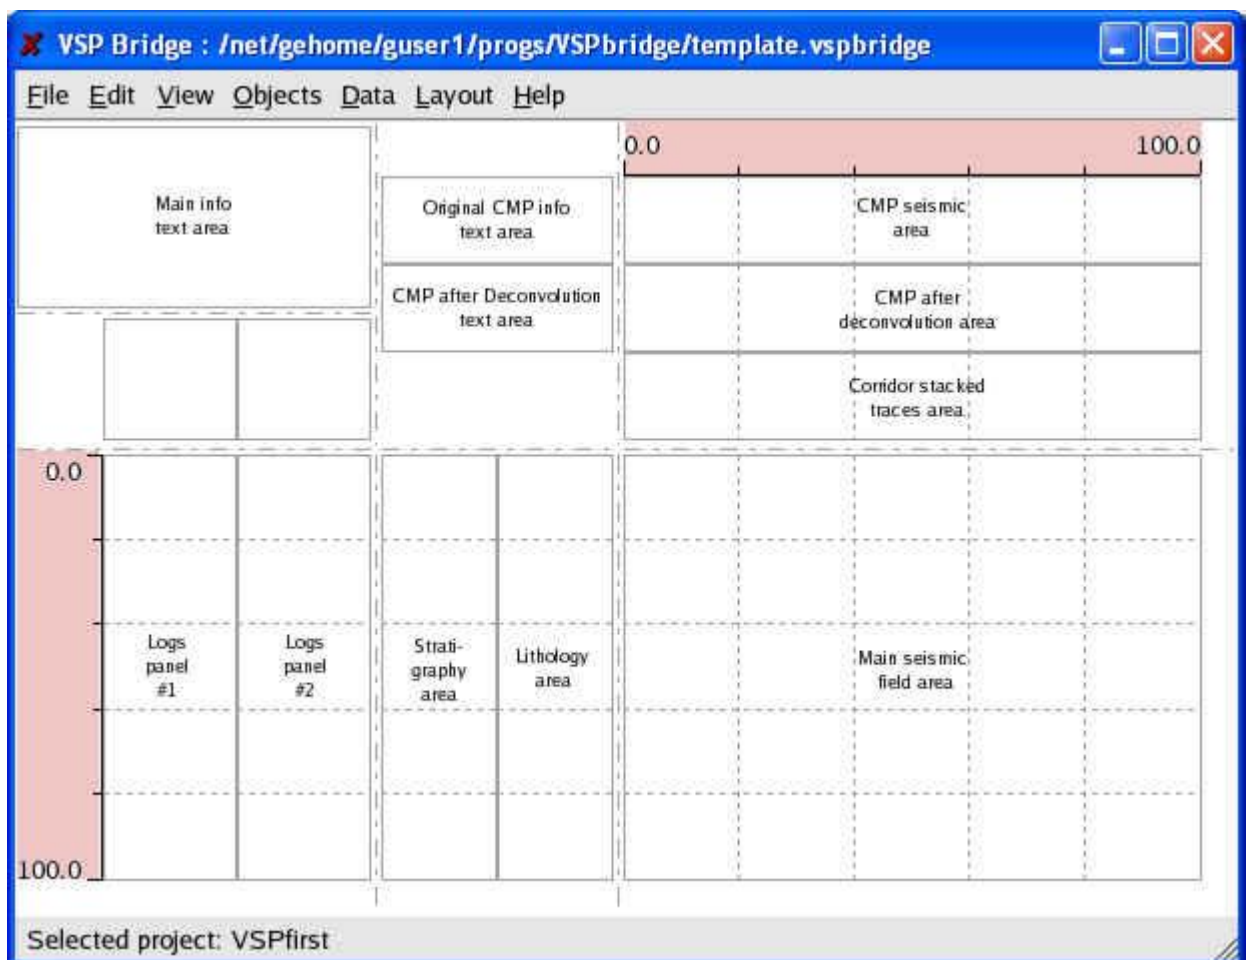 VSP Bridge : /net/gehome/guser1/progs/VSPbridge/template.vspbridge
File Edit View Objects Data Layout Help
0.0 100.0
Main info
text area
Original CMP info
text area
CMP seismic
area
CMP after Deconvolution
text area
CMP after
deconvolution area
Corridor stacked
traces area
0.0
Logs
panel
#1
Logs
panel
#2
Strati-
graphy
area
Lithology
area
Main seismic
field area
100.0
Selected project: VSPfirst